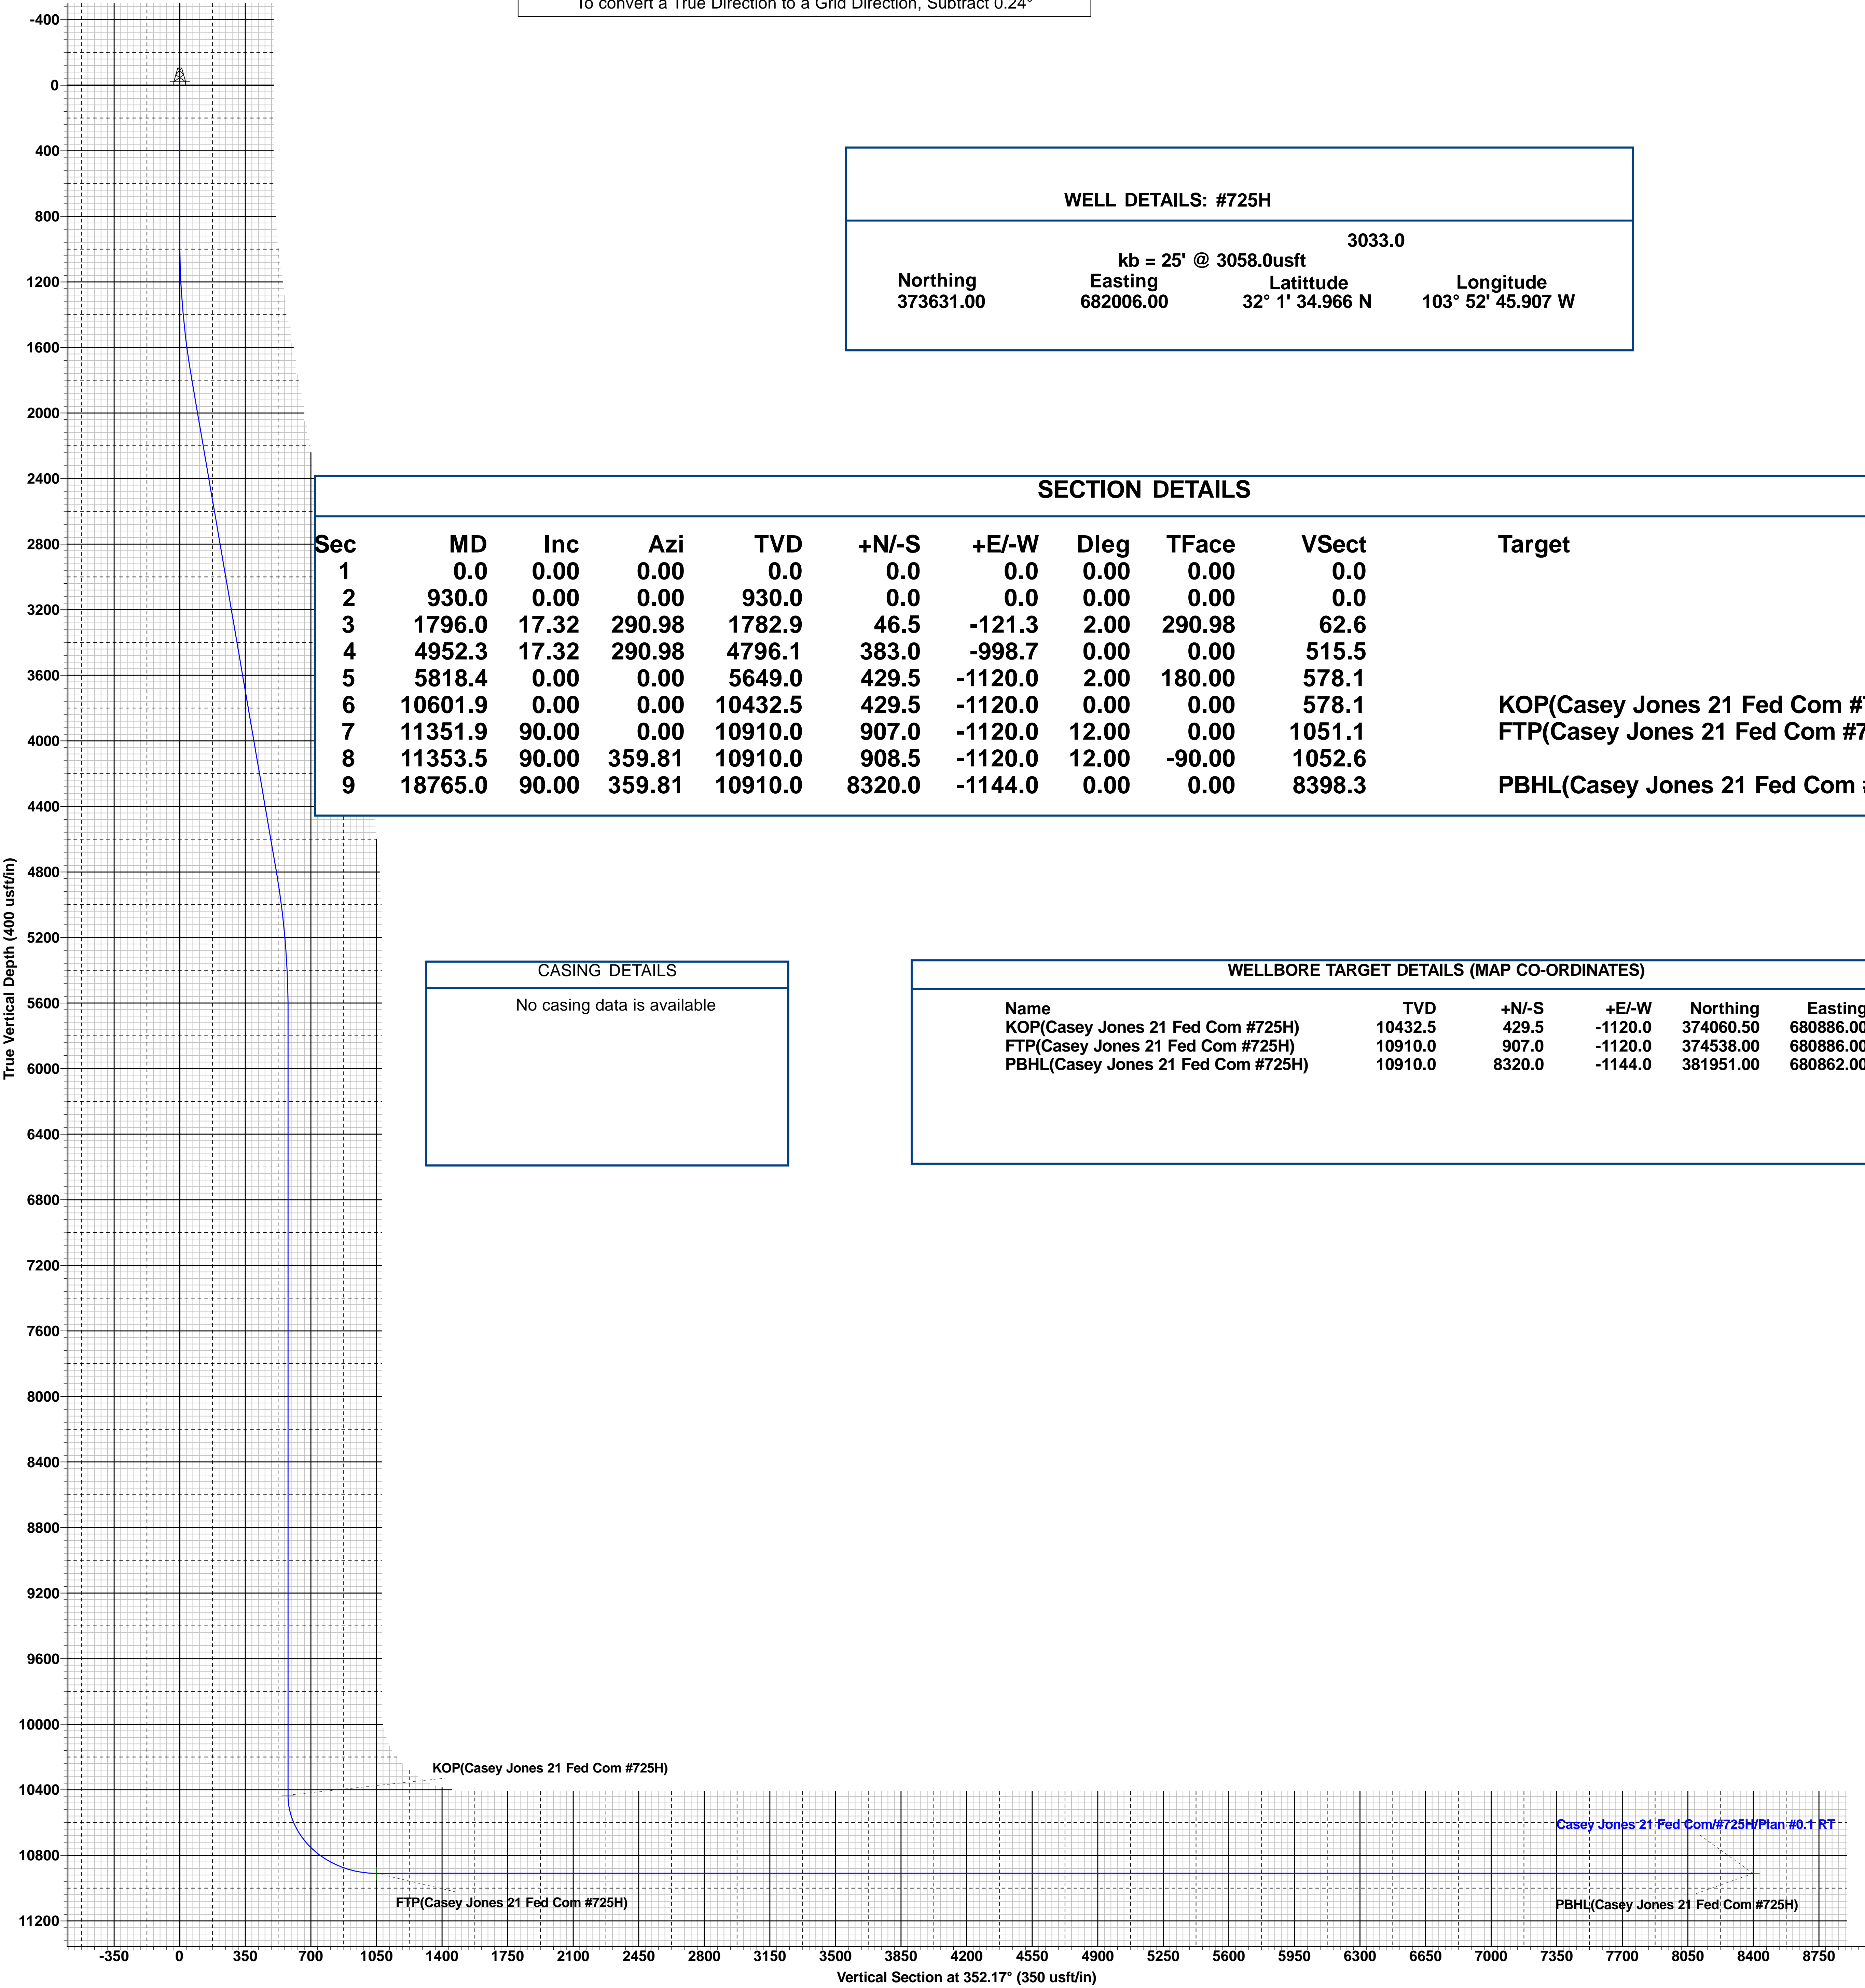 To convert a True Direction to a Grid Direction, Subtract 0.24°
WELL DETAILS: #725H
3033.0
kb = 25' @ 3058.0usft
Northing Easting Latittude Longitude
373631.00 682006.00 32° 1' 34.966 N 103° 52' 45.907 W
SECTION DETAILS
Sec MD Inc Azi TVD +N/-S +E/-W Dleg TFace VSect Target
1 0.0 0.00 0.00 0.0 0.0 0.0 0.00 0.00 0.0
2 930.0 0.00 0.00 930.0 0.0 0.0 0.00 0.00 0.0
3 1796.0 17.32 290.98 1782.9 46.5 -121.3 2.00 290.98 62.6
4 4952.3 17.32 290.98 4796.1 383.0 -998.7 0.00 0.00 515.5
5 5818.4 0.00 0.00 5649.0 429.5 -1120.0 2.00 180.00 578.1
6 10601.9 0.00 0.00 10432.5 429.5 -1120.0 0.00 0.00 578.1 KOP(Casey Jones 21 Fed Com #7
7 11351.9 90.00 0.00 10910.0 907.0 -1120.0 12.00 0.00 1051.1 FTP(Casey Jones 21 Fed Com #7
8 11353.5 90.00 359.81 10910.0 908.5 -1120.0 12.00 -90.00 1052.6
9 18765.0 90.00 359.81 10910.0 8320.0 -1144.0 0.00 0.00 8398.3 PBHL(Casey Jones 21 Fed Com #
CASING DETAILS
No casing data is available
WELLBORE TARGET DETAILS (MAP CO-ORDINATES)
Name TVD +N/-S +E/-W Northing Easting
KOP(Casey Jones 21 Fed Com #725H) 10432.5 429.5 -1120.0 374060.50 680886.00
FTP(Casey Jones 21 Fed Com #725H) 10910.0 907.0 -1120.0 374538.00 680886.00
PBHL(Casey Jones 21 Fed Com #725H) 10910.0 8320.0 -1144.0 381951.00 680862.00
True Vertical Depth (400 usft/in)
-400
0
400
800
1200
1600
2000
2400
2800
3200
3600
4000
4400
4800
5200
5600
6000
6400
6800
7200
7600
8000
8400
8800
9200
9600
10000
10400
10800
11200
KOP(Casey Jones 21 Fed Com #725H)
Casey Jones 21 Fed Com/#725H/Plan #0.1 RT
FTP(Casey Jones 21 Fed Com #725H)
PBHL(Casey Jones 21 Fed Com #725H)
-350 0 350 700 1050 1400 1750 2100 2450 2800 3150 3500 3850 4200 4550 4900 5250 5600 5950 6300 6650 7000 7350 7700 8050 8400 8750
Vertical Section at 352.17° (350 usft/in)